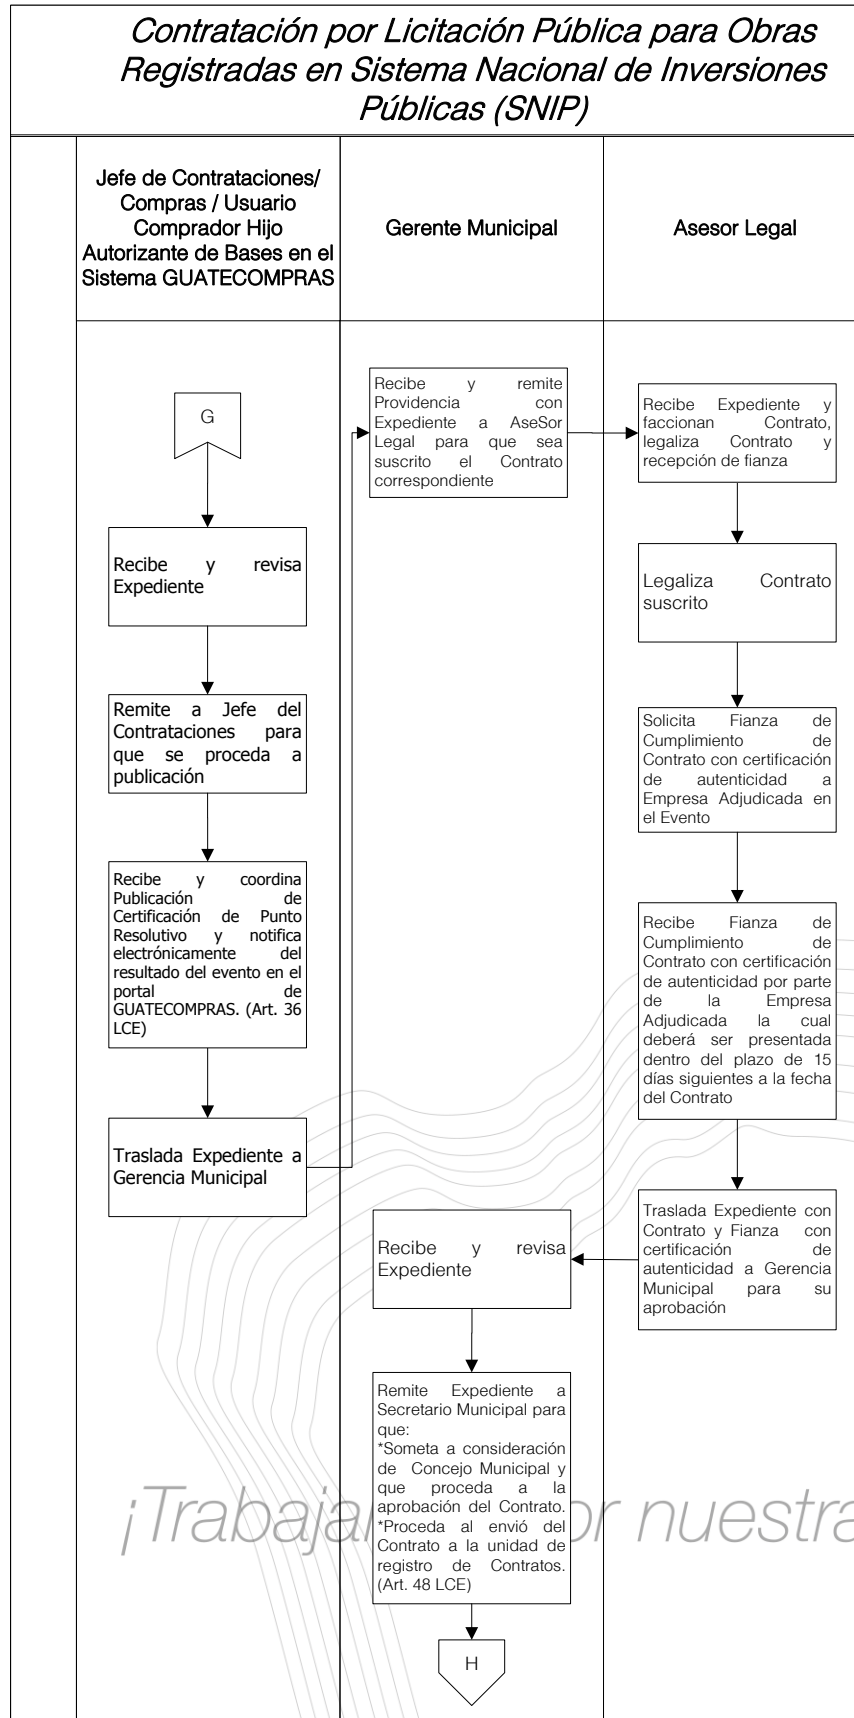 Contratación por Licitación Pública para Obras
Registradas en Sistema Nacional de Inversiones
Públicas (SNIP)
Jefe de Contrataciones/
Compras / Usuario
Comprador Hijo
Autorizante de Bases en el
Sistema GUATECOMPRAS
Gerente Municipal
Asesor Legal
G
Recibe y revisa
Expediente
Remite a Jefe del
Contrataciones para
que se proceda a
publicación
Recibe y coordina
Publicación de
Certificación de Punto
Resolutivo y notifica
electrónicamente del
resultado del evento en el
portal de
GUATECOMPRAS. (Art. 36
LCE)
Traslada Expediente a
Gerencia Municipal
Recibe y remite
Providencia con
Expediente a AseSor
Legal para que sea
suscrito el Contrato
correspondiente
Recibe Expediente y
faccionan Contrato,
legaliza Contrato y
recepción de fianza
Legaliza Contrato
suscrito
Solicita Fianza de
Cumplimiento de
Contrato con certificación
de autenticidad a
Empresa Adjudicada en
el Evento
Recibe Fianza de
Cumplimiento de
Contrato con certificación
de autenticidad por parte
de la Empresa
Adjudicada la cual
deberá ser presentada
dentro del plazo de 15
días siguientes a la fecha
del Contrato
Traslada Expediente con
Contrato y Fianza con
certificación de
autenticidad a Gerencia
Municipal para su
aprobación
Recibe y revisa
Expediente
Remite Expediente a
Secretario Municipal para
que:
*Someta a consideración
de Concejo Municipal y
que proceda a la
aprobación del Contrato.
*Proceda al envió del
Contrato a la unidad de
registro de Contratos.
(Art. 48 LCE)
H
nuestra